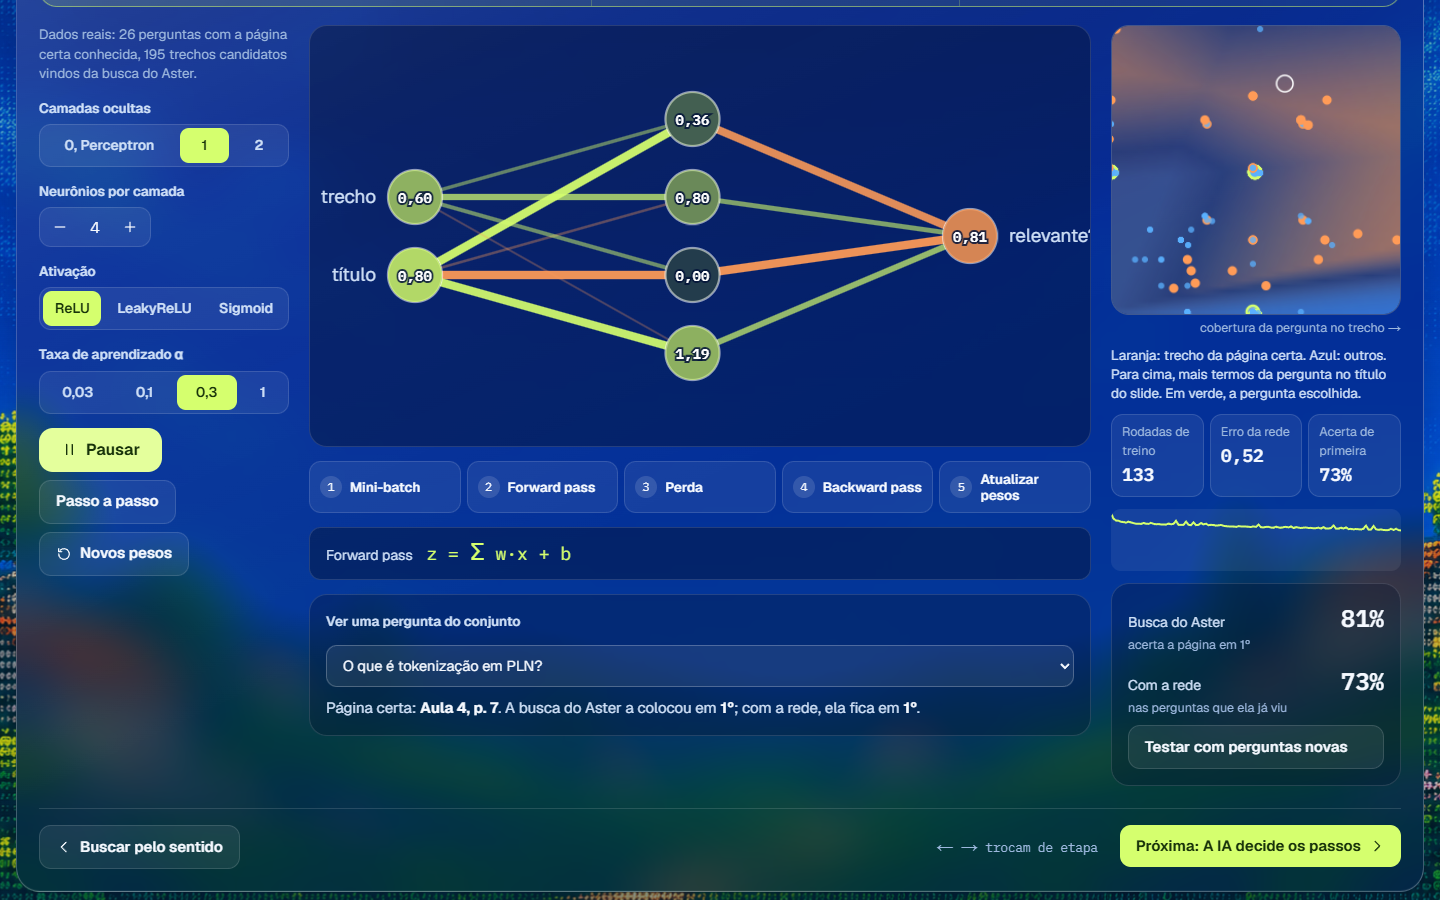 Dados reais: 26 perguntas com a página
certa conhecida, 195 trechos candidatos
vindos da busca do Aster.
Camadas ocultas
0, Perceptron
1
2
Neurônios por camada
− 4 +
Ativação
ReLU
LeakyReLU
Sigmoid
Taxa de aprendizado α
0,03
0,1
0,3
1
Pausar
Passo a passo
Novos pesos
trecho
título
0,60
0,80
0,36
0,80
0,00
1,19
0,81
relevante?
1 Mini-batch
2 Forward pass
3 Perda
4 Backward pass
5 Atualizar
pesos
Forward pass z = Σ w·x + b
Ver uma pergunta do conjunto
O que é tokenização em PLN?
Página certa: Aula 4, p. 7. A busca do Aster a colocou em 1º; com a rede, ela fica em 1º.
cobertura da pergunta no trecho →
Laranja: trecho da página certa. Azul: outros.
Para cima, mais termos da pergunta no título
do slide. Em verde, a pergunta escolhida.
Rodadas de
treino
133
Erro da rede
0,52
Acerta de
primeira
73%
Busca do Aster 81%
acerta a página em 1º
Com a rede 73%
nas perguntas que ela já viu
Testar com perguntas novas
Buscar pelo sentido
← → trocam de etapa
Próxima: A IA decide os passos